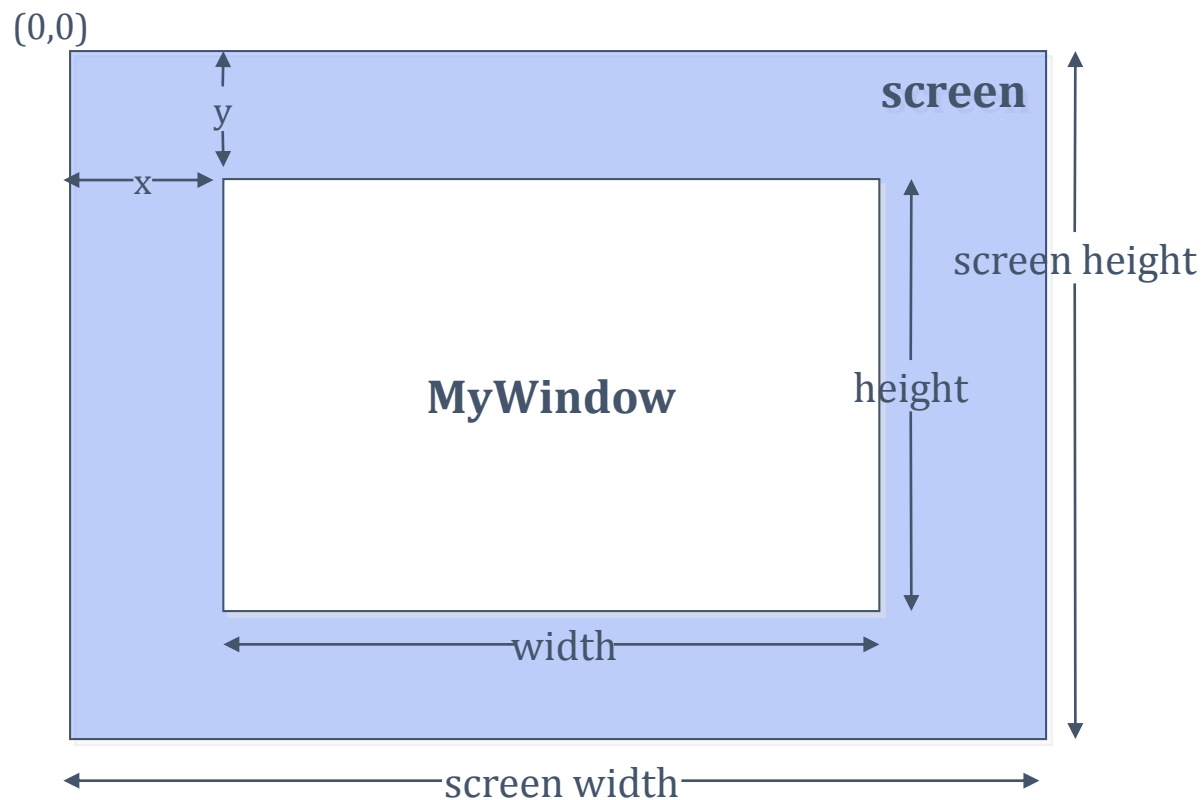 (0,0)
screen
y
x
screen height
height
MyWindow
width
screen width